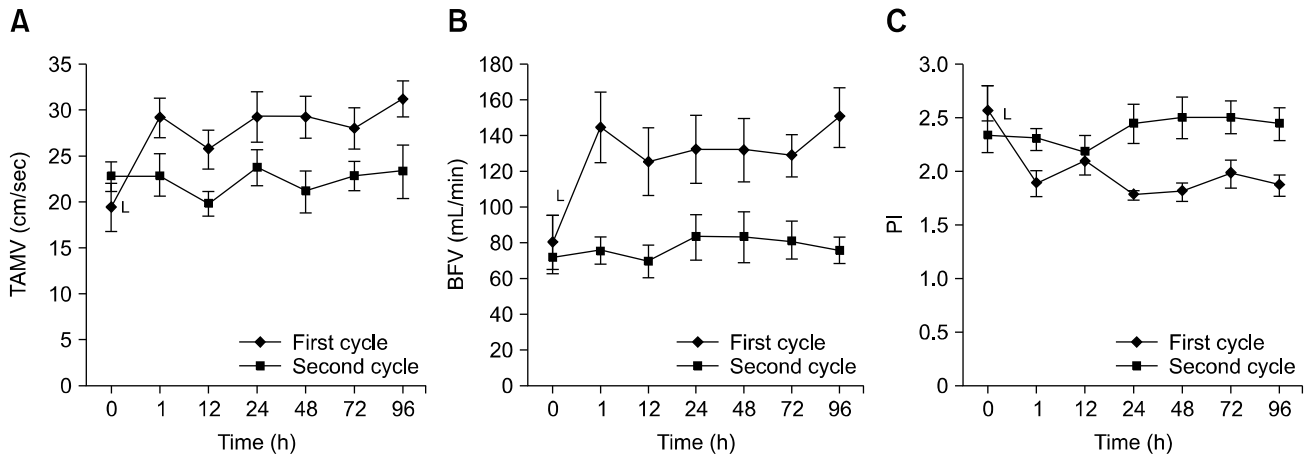 A
TAMV (cm/sec)
35
30
25
20
15
10
5
0
L
First cycle
Second cycle
0 1 12 24 48 72 96
Time (h)
B
BFV (mL/min)
180
160
140
120
100
80
60
40
20
0
L
First cycle
Second cycle
0 1 12 24 48 72 96
Time (h)
C
PI
3.0
2.5
2.0
1.5
1.0
0.5
0
L
First cycle
Second cycle
0 1 12 24 48 72 96
Time (h)